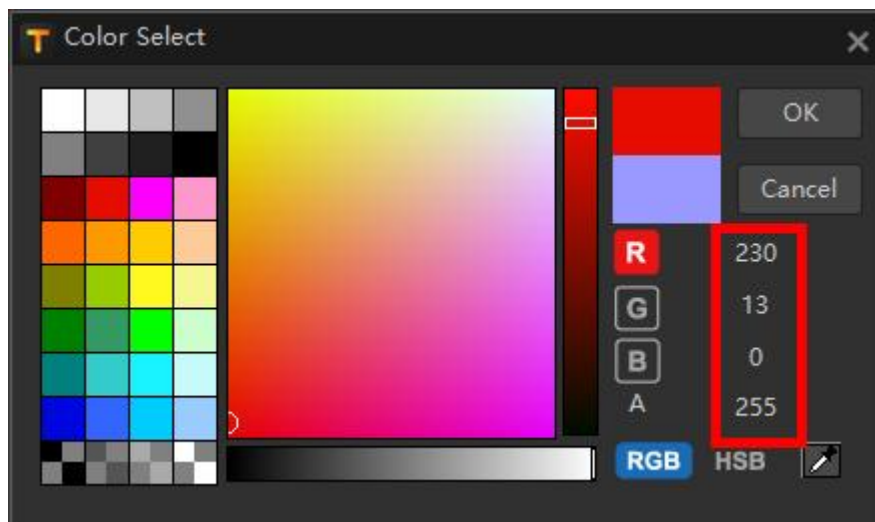 T Color Select
OK
Cancel
R 230
G 13
B 0
A 255
RGB HSB